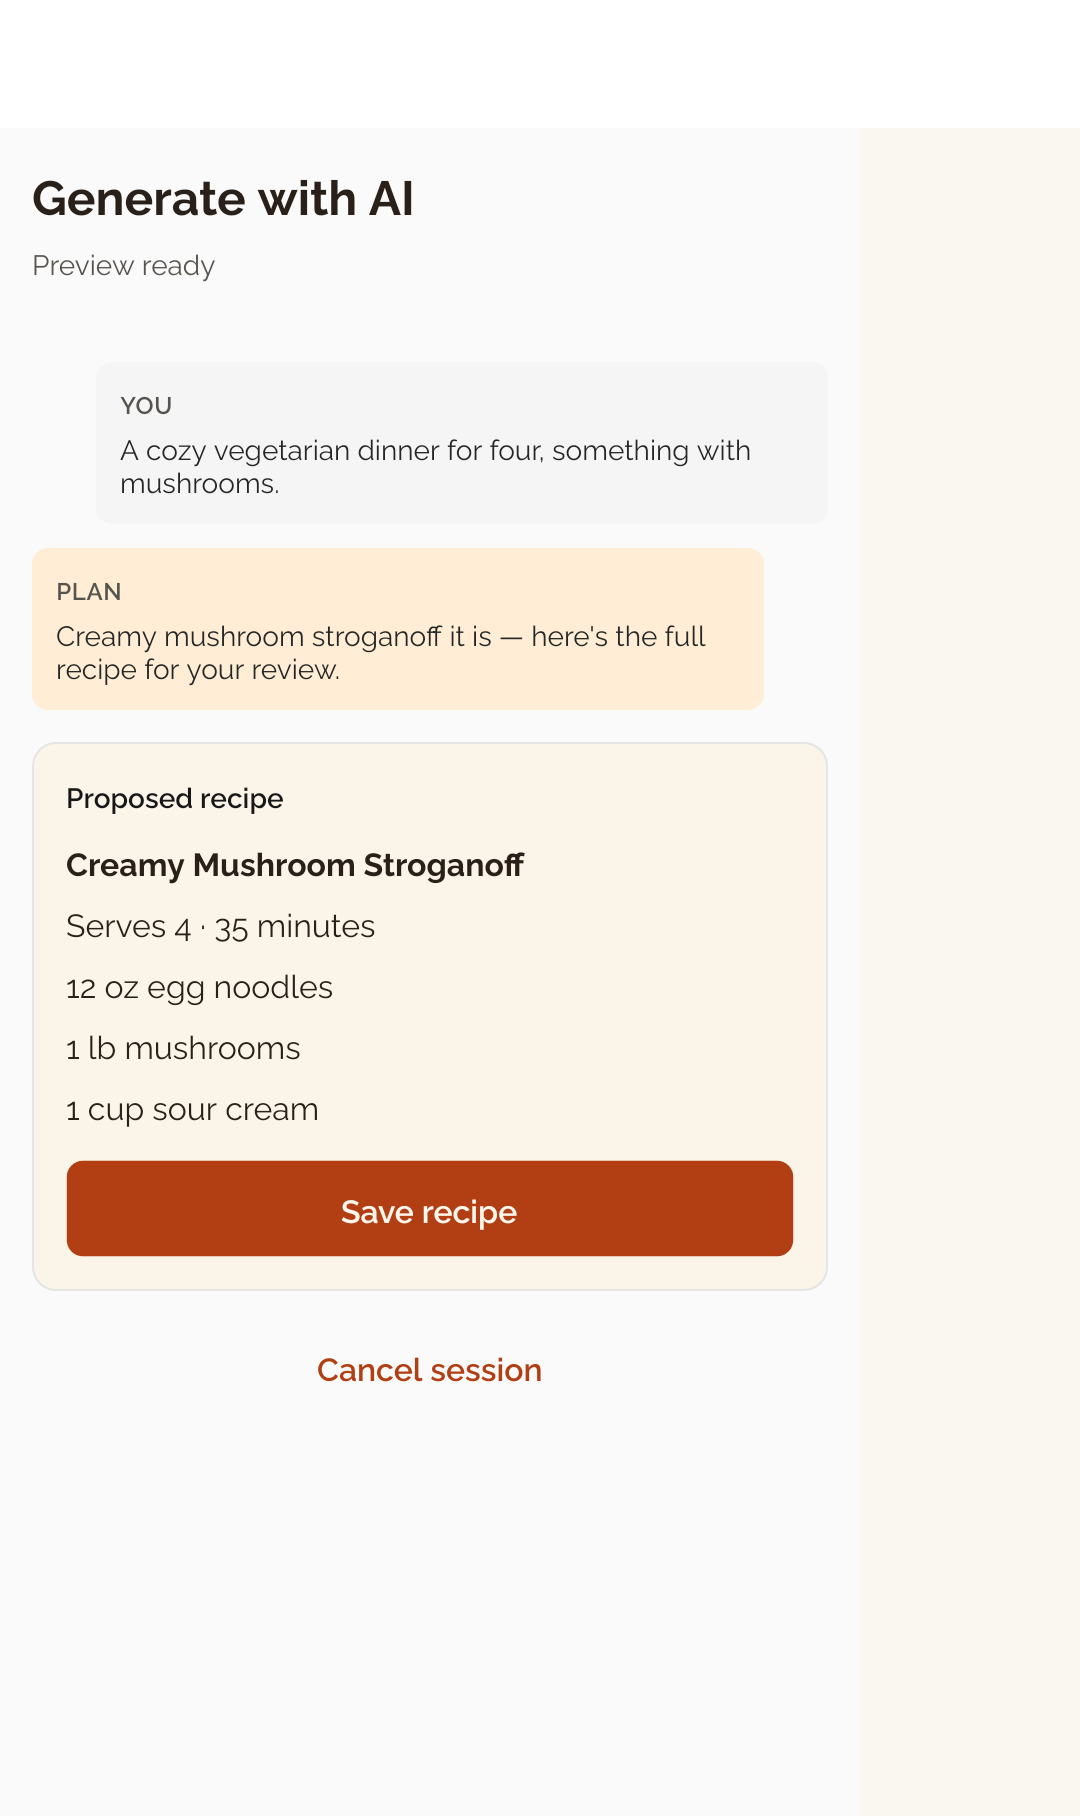 Generate with AI
Preview ready
YOU
A cozy vegetarian dinner for four, something with
mushrooms.
PLAN
Creamy mushroom stroganoff it is — here's the full
recipe for your review.
Proposed recipe
Creamy Mushroom Stroganoff
Serves 4 · 35 minutes
12 oz egg noodles
1 lb mushrooms
1 cup sour cream
Save recipe
Cancel session